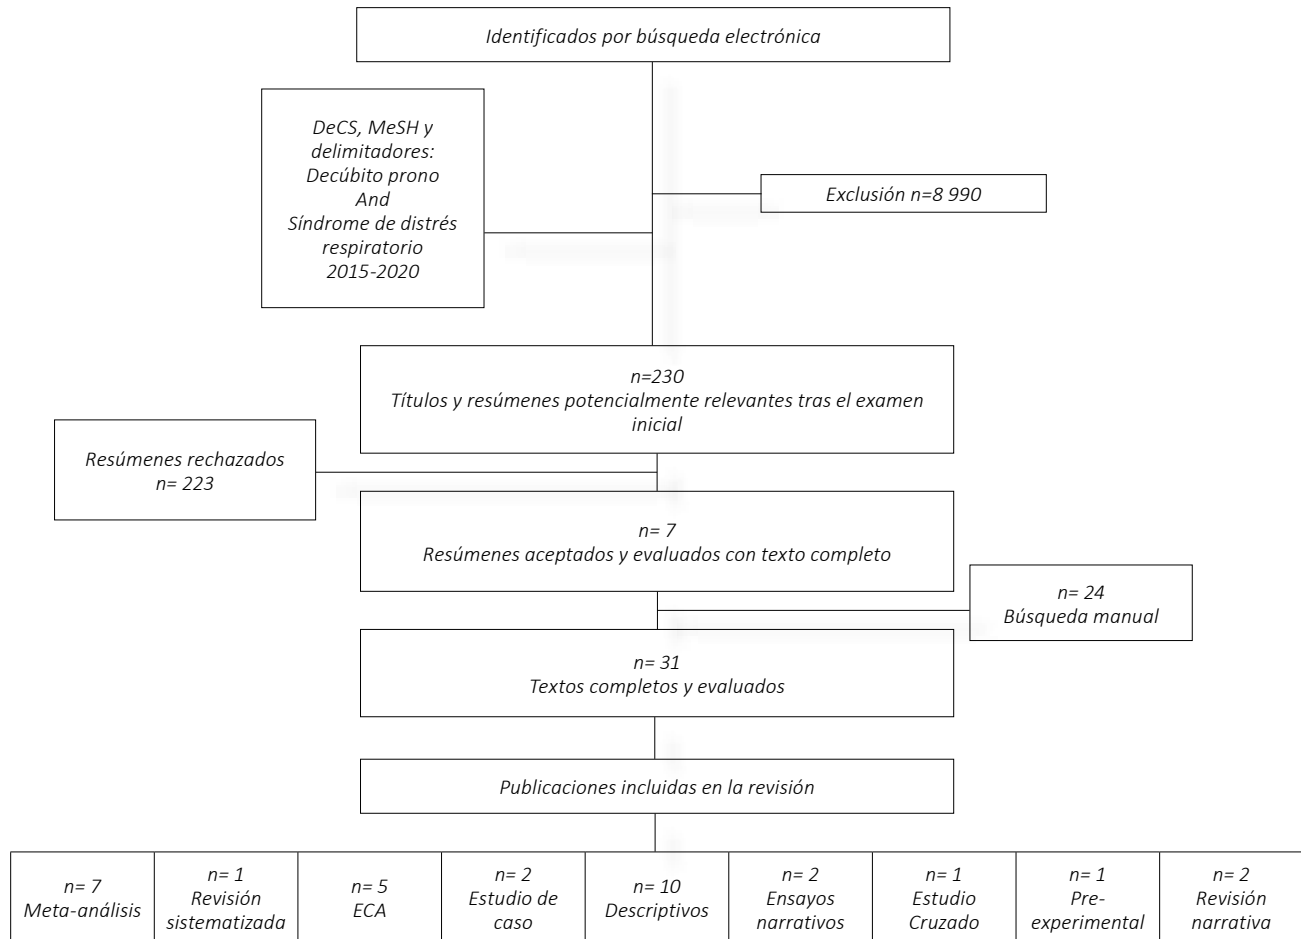 Identificados por búsqueda electrónica
DeCS, MeSH y
delimitadores:
Decúbito prono
And
Síndrome de distrés
respiratorio
2015-2020
Exclusión n=8 990
n=230
Títulos y resúmenes potencialmente relevantes tras el examen
inicial
Resúmenes rechazados
n= 223
n= 7
Resúmenes aceptados y evaluados con texto completo
n= 24
Búsqueda manual
n= 31
Textos completos y evaluados
Publicaciones incluidas en la revisión
n= 7
Meta-análisis
n= 1
Revisión
sistematizada
n= 5
ECA
n= 2
Estudio de
caso
n= 10
Descriptivos
n= 2
Ensayos
narrativos
n= 1
Estudio
Cruzado
n= 1
Pre-
experimental
n= 2
Revisión
narrativa